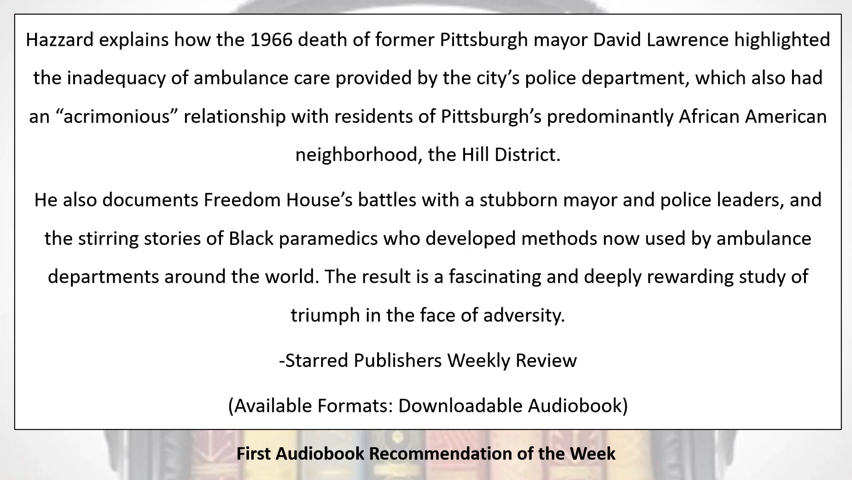 Hazzard explains how the 1966 death of former Pittsburgh mayor David Lawrence highlighted
the inadequacy of ambulance care provided by the city’s police department, which also had
an “acrimonious” relationship with residents of Pittsburgh’s predominantly African American
neighborhood, the Hill District.
He also documents Freedom House’s battles with a stubborn mayor and police leaders, and
the stirring stories of Black paramedics who developed methods now used by ambulance
departments around the world. The result is a fascinating and deeply rewarding study of
triumph in the face of adversity.
-Starred Publishers Weekly Review
(Available Formats: Downloadable Audiobook)
First Audiobook Recommendation of the Week